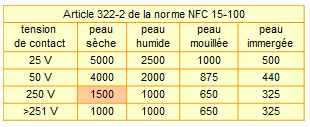 Article 322-2 de la norme NFC 15-100
tension de contact peau sèche peau humide peau mouillée peau immergée
25 V 5000 2500 1000 500
50 V 4000 2000 875 440
250 V 1500 1000 650 325
>251 V 1000 1000 650 325